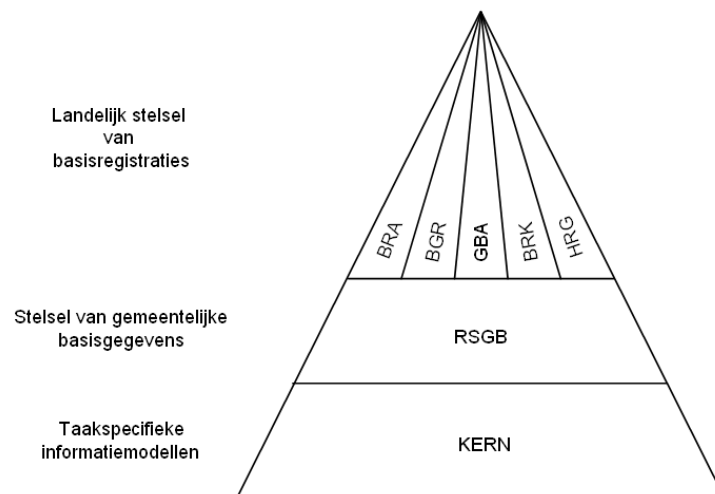 Landelijk stelsel
van
basisregistraties
BRA
BGR
GBA
BRK
HRG
Stelsel van gemeentelijke
basisgegevens
RSGB
Taakspecifieke
informatiemodellen
KERN